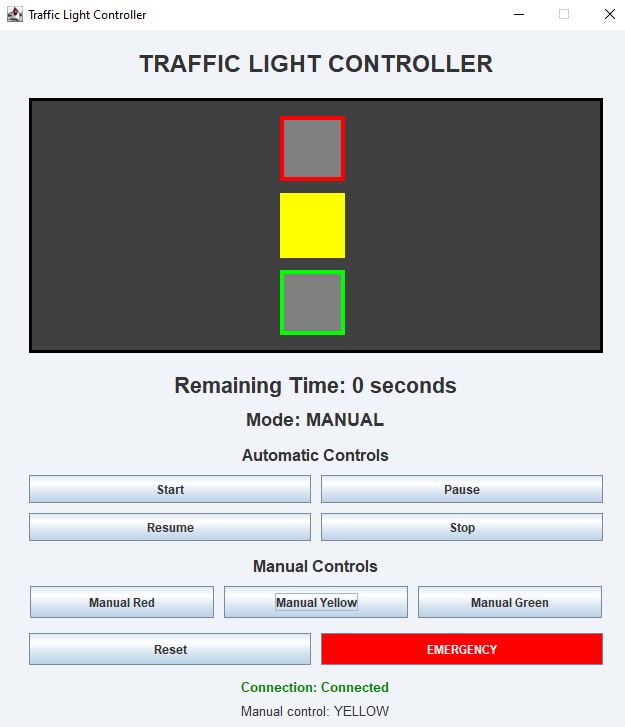 Traffic Light Controller
TRAFFIC LIGHT CONTROLLER
Remaining Time: 0 seconds
Mode: MANUAL
Automatic Controls
Start
Pause
Resume
Stop
Manual Controls
Manual Red
Manual Yellow
Manual Green
Reset
EMERGENCY
Connection: Connected
Manual control: YELLOW